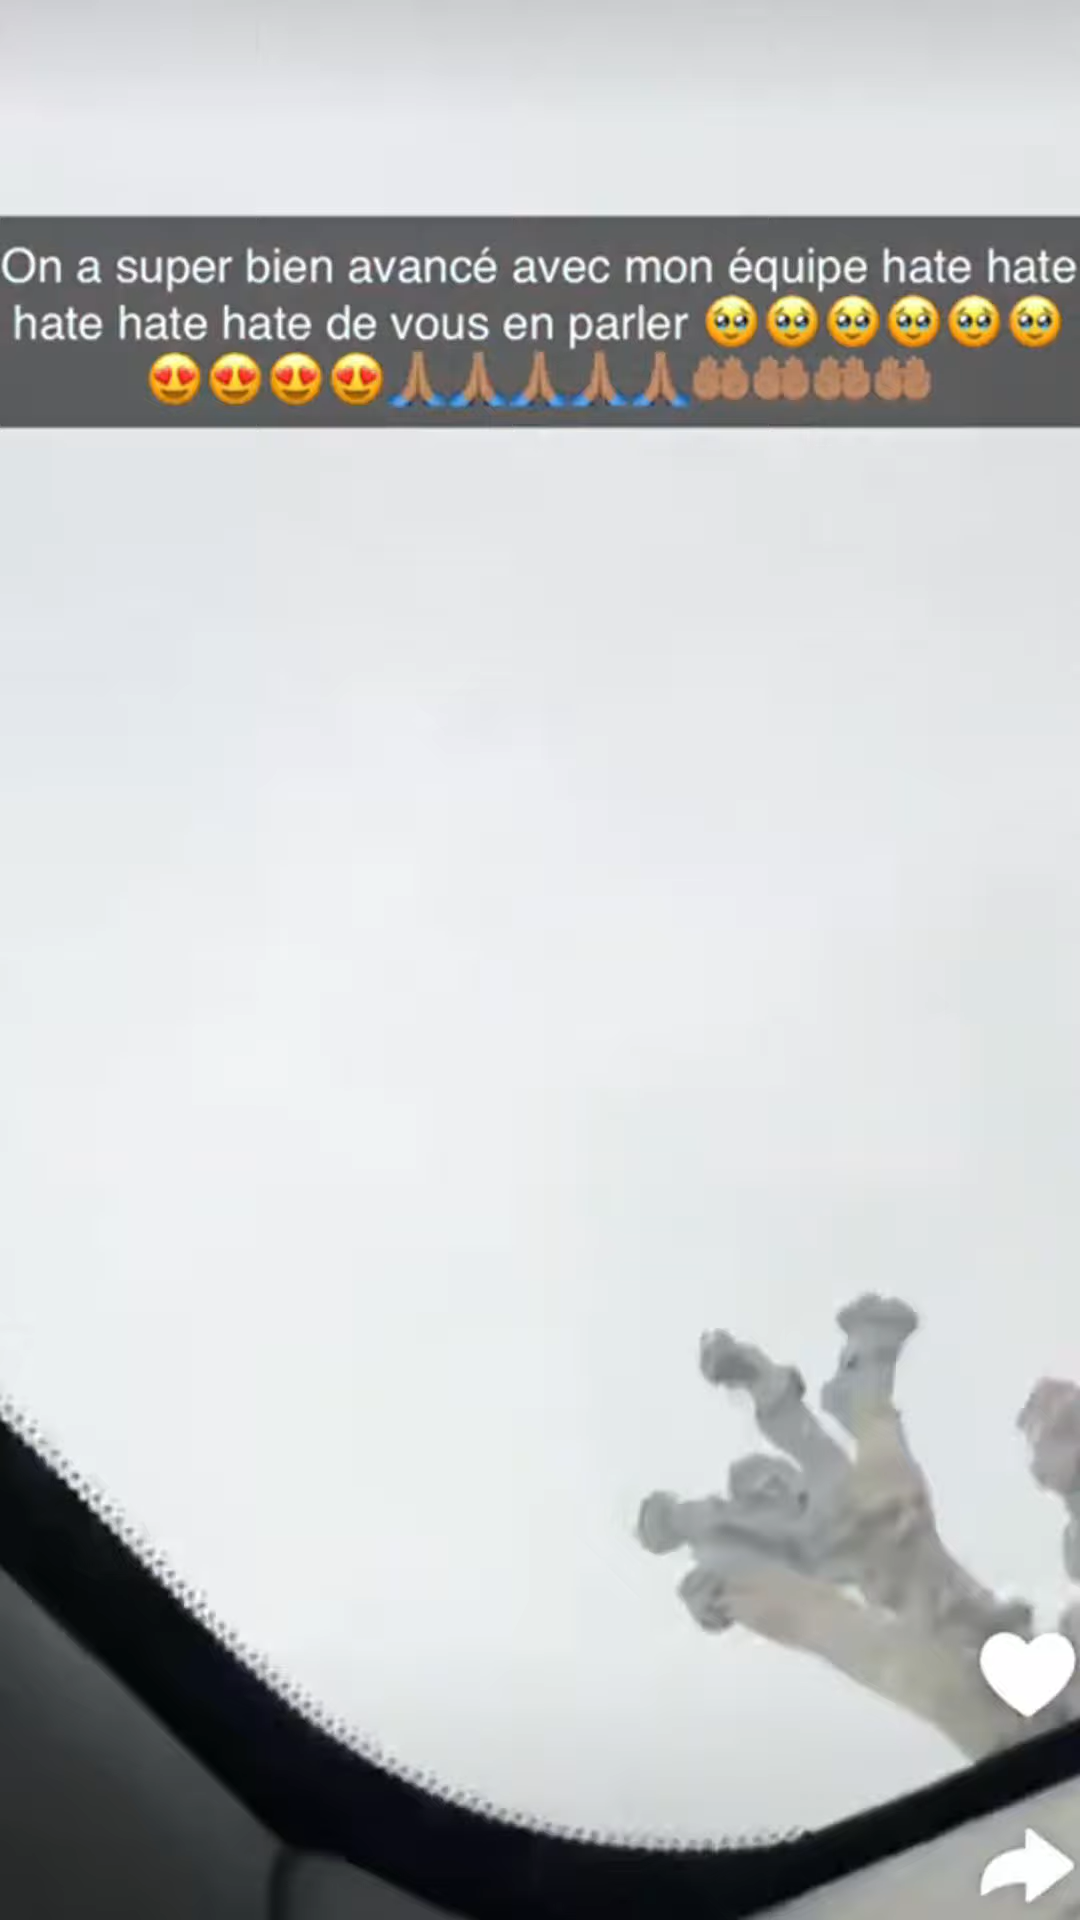 On a super bien avancé avec mon équipe hate hate
hate hate hate de vous en parler 🥹🥹🥹🥹🥹🥹
😍😍😍😍🙏🏽🙏🏽🙏🏽🙏🏽🙏🏽🤲🏽🤲🏽🤲🏽🤲🏽